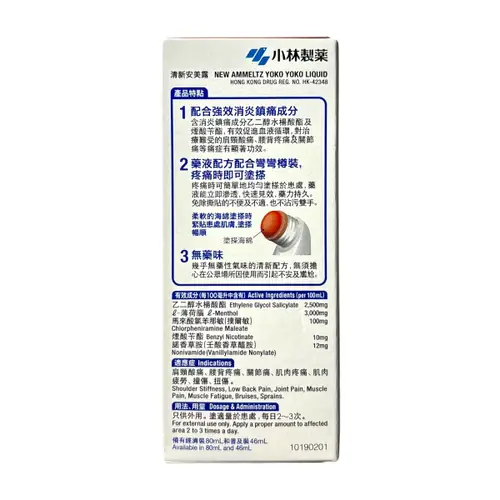 小林製薬
清新安美露 NEW AMMELTZ YOKO YOKO LIQUID
HONG KONG DRUG REG. NO. HK-42348
產品特點
1 配合強效消炎鎮痛成分
含消炎鎮痛成分乙二醇水楊酸酯及
煙酸苄酯，有效促進血液循環，對治
療難受的肩頸酸痛、腰背疼痛及關節
痛等痛症有顯著功效。
2 藥液配方配合彎彎樽裝，
疼痛時即可塗搽
疼痛時可簡單地均勻塗搽於患處，藥
液能立即滲透，快速見效，藥力持久。
免除撕貼的不便及不適，也不沾污雙手。
柔軟的海綿塗搽時
緊貼患處肌膚，塗搽
暢順
塗搽海綿
3 無藥味
幾乎無藥性氣味的清新配方，無須擔
心在公眾場所因使用而引起不安及尷尬。
有效成分 (每100毫升中含有) Active Ingredients (per 100mL)
乙二醇水楊酸酯 Ethylene Glycol Salicylate 2,500mg
ℓ-薄荷腦 ℓ-Menthol 3,000mg
馬來酸氯苯那敏(撲爾敏) 100mg
Chlorpheniramine Maleate
煙酸苄酯 Benzyl Nicotinate 10mg
諾香草胺(壬酸香草醯胺) 12mg
Nonivamide(Vanillylamide Nonylate)
適應症 Indications
肩頸酸痛、腰背疼痛、關節痛、肌肉疼痛、肌肉
疲勞、撞傷、扭傷。
Shoulder Stiffness, Low Back Pain, Joint Pain, Muscle
Pain, Muscle Fatigue, Bruises, Sprains.
用法、用量 Dosage & Administration
只供外用。塗適量於患處，每日2～3次。
For external use only. Apply a proper amount to affected
area 2 to 3 times a day.
備有經濟裝80mL和普及裝46mL
Available in 80mL and 46mL
10190201